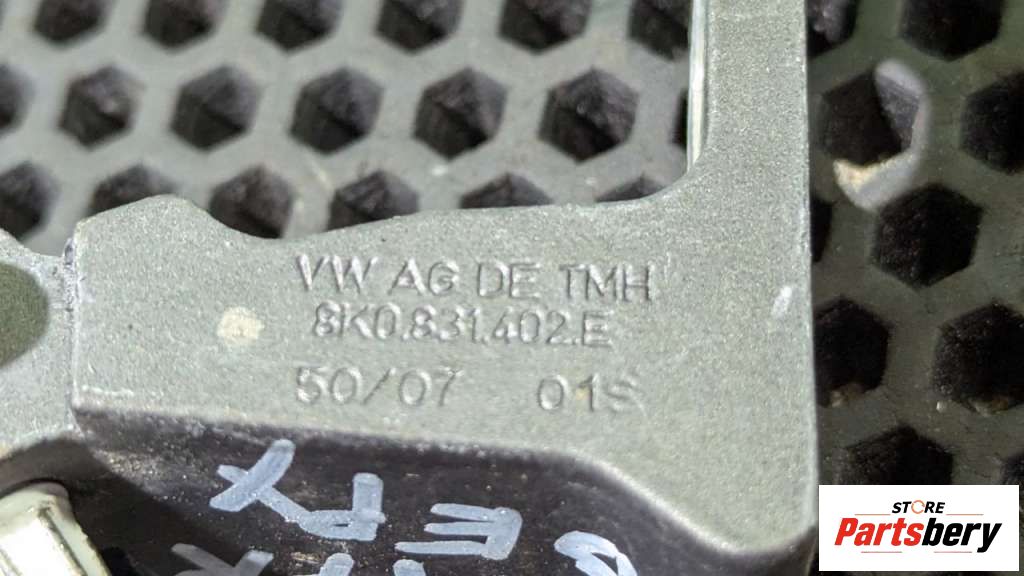 VW AG DE TMH
8K0.831.402.E
50/07 01S
STORE
Partsbery